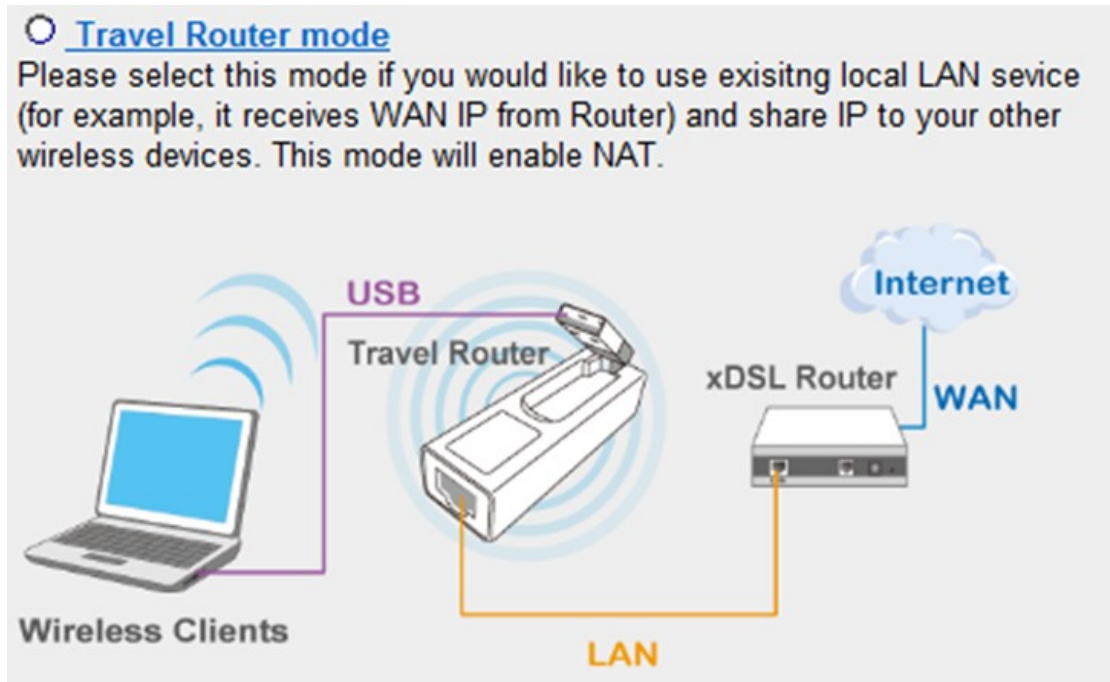 Travel Router mode
Please select this mode if you would like to use exisitng local LAN sevice
(for example, it receives WAN IP from Router) and share IP to your other
wireless devices. This mode will enable NAT.
Internet
USB
Travel Router
xDSL Router
WAN
Wireless Clients
LAN